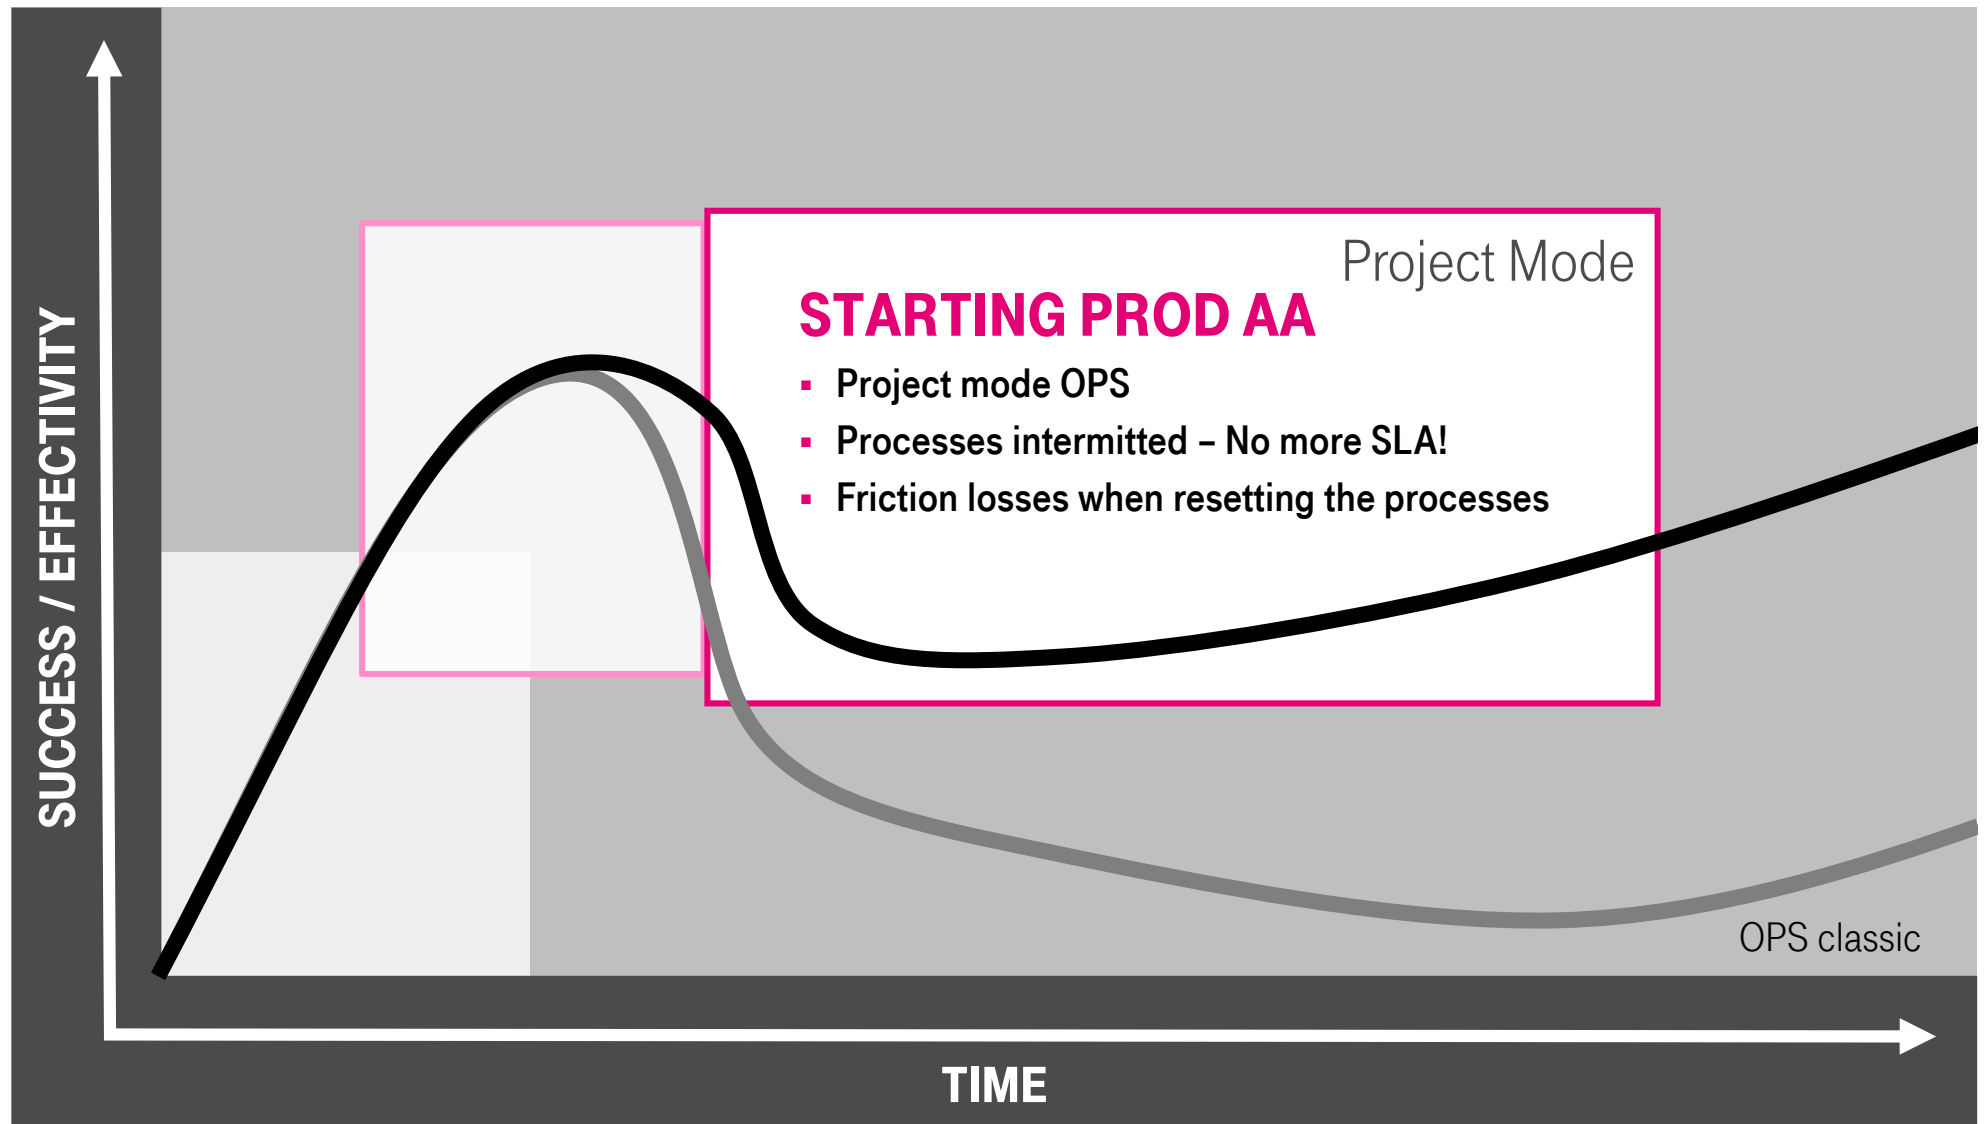 SUCCESS / EFFECTIVITY
Project Mode
STARTING PROD AA
▪ Project mode OPS
▪ Processes intermitted – No more SLA!
▪ Friction losses when resetting the processes
OPS classic
TIME